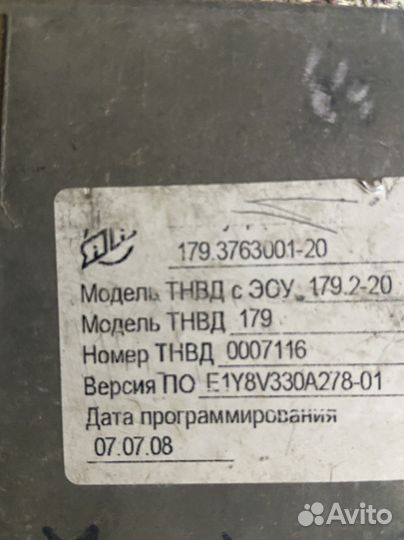 179.3763001-20
Модель ТНВД с ЭСУ 179.2-20
Модель ТНВД 179
Номер ТНВД 0007116
Версия ПО E1Y8V330A278-01
Дата программирования
07.07.08
Avito